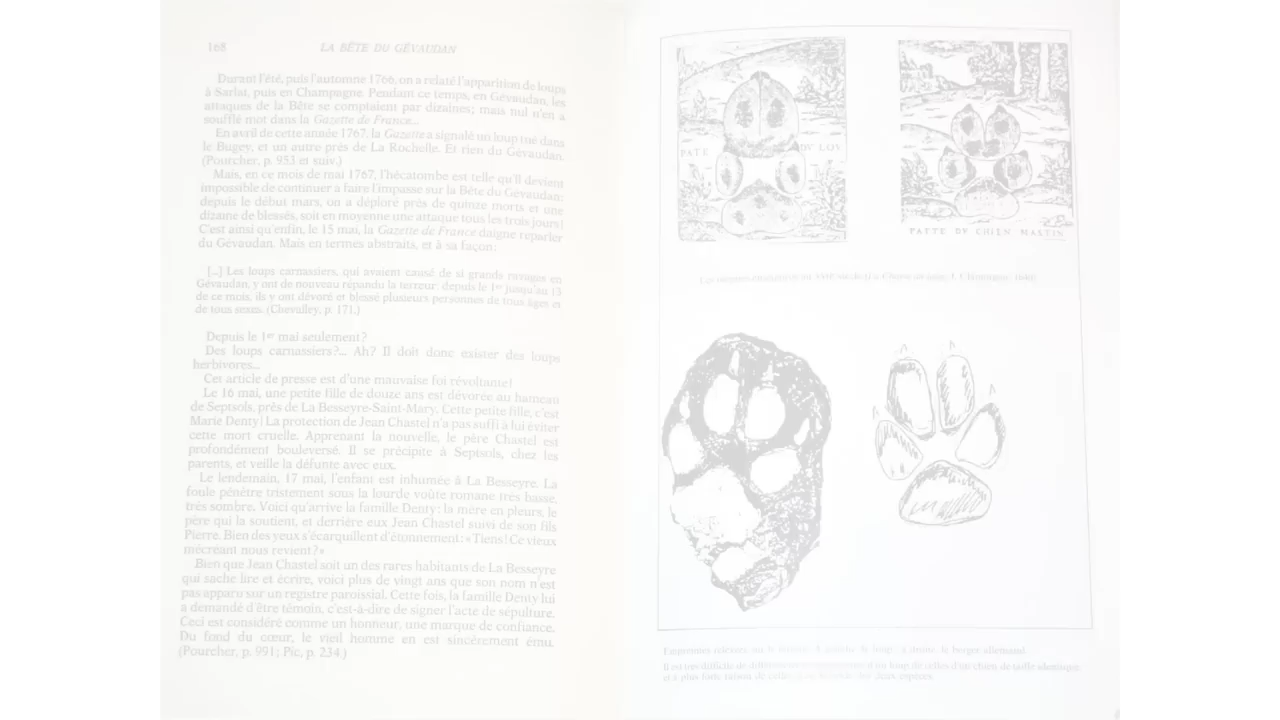 168
LA BÊTE DU GÉVAUDAN
Durant l'été, puis l'automne 1766, on a relaté l'apparition de loups
à Sarlat, puis en Champagne. Pendant ce temps, en Gévaudan, les
attaques de la Bête se comptaient par dizaines; mais nul n'en a
soufflé mot dans la Gazette de France...
En avril de cette année 1767, la Gazette a signalé un loup tué dans
le Bugey, et un autre près de La Rochelle. Et rien du Gévaudan.
(Pourcher, p. 953 et suiv.)
Mais, en ce mois de mai 1767, l'hécatombe est telle qu'il devient
impossible de continuer a faire l'impasse sur la Bête du Gévaudan:
depuis le début mars, on a déploré près de quinze morts et une
dizaine de blessés, soit en moyenne une attaque tous les trois jours!
C'est ainsi qu'enfin, le 15 mai, la Gazette de France daigne reparler
du Gévaudan. Mais en termes abstraits, et à sa façon:
[...] Les loups carnassiers, qui avaient causé de si grands ravages en
Gévaudan, y ont de nouveau répandu la terreur: depuis le 1er jusqu'au 13
de ce mois, ils y ont dévoré et blessé plusieurs personnes de tous âges et
de tous sexes. (Chevalley, p. 171.)
Depuis le 1er mai seulement?
Des loups carnassiers?... Ah? Il doit donc exister des loups
herbivores...
Cet article de presse est d'une mauvaise foi révoltante!
Le 16 mai, une petite fille de douze ans est dévorée au hameau
de Septsols, près de La Besseyre-Saint-Mary. Cette petite fille, c'est
Marie Denty! La protection de Jean Chastel n'a pas suffi à lui éviter
cette mort cruelle. Apprenant la nouvelle, le père Chastel est
profondément bouleversé. Il se précipite à Septsols, chez les
parents, et veille la défunte avec eux.
Le lendemain, 17 mai, l'enfant est inhumée à La Besseyre. La
foule pénètre tristement sous la lourde voûte romane très basse,
très sombre. Voici qu'arrive la famille Denty: la mère en pleurs, le
père qui la soutient, et derrière eux Jean Chastel suivi de son fils
Pierre. Bien des yeux s'écarquillent d'étonnement: «Tiens! Ce vieux
mécréant nous revient?»
Bien que Jean Chastel soit un des rares habitants de La Besseyre
qui sache lire et écrire, voici plus de vingt ans que son nom n'est
pas apparu sur un registre paroissial. Cette fois, la famille Denty lui
a demandé d'être témoin, c'est-à-dire de signer l'acte de sépulture.
Ceci est considéré comme un honneur, une marque de confiance.
Du fond du cœur, le vieil homme en est sincèrement ému.
(Pourcher, p. 991; Pic, p. 234.)
PATE DV LOV
PATTE DV CHIEN MASTIN
Empreintes relevées sur le terrain. À gauche, le loup; à droite, le berger allemand.
Il est très difficile de d'un loup de celles d'un chien de taille identique,
et à plus forte raison de les deux espèces.